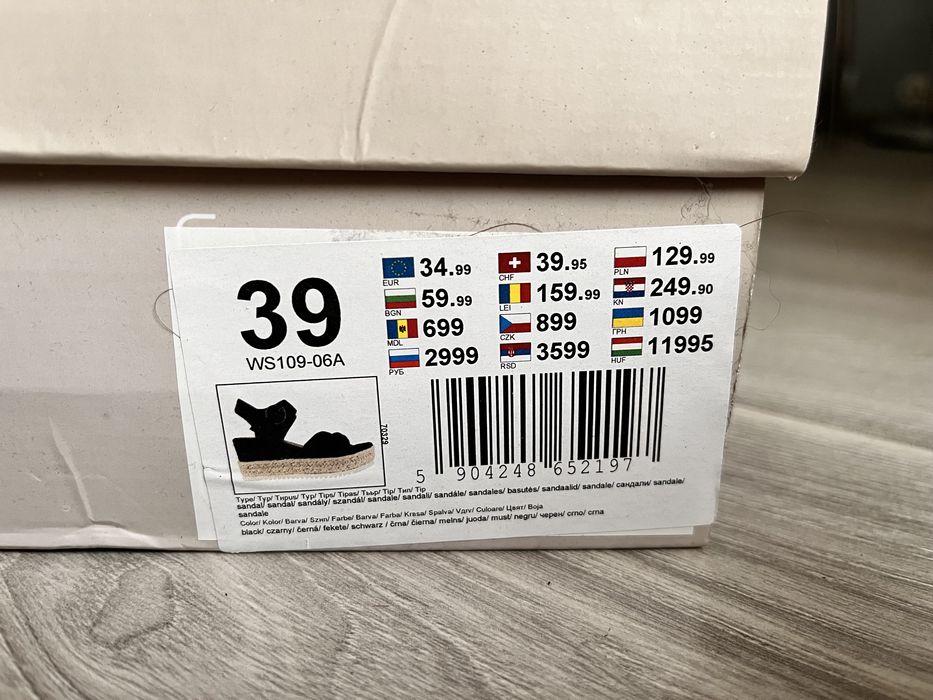 39
WS109-06A
EUR 34.99
CHF 39.95
PLN 129.99
BGN 59.99
LEI 159.99
KN 249.90
MDL 699
CZK 899
ГРН 1099
РУБ 2999
RSD 3599
HUF 11995
70329
5 904248 652197
Type/ Typ/ Типus/ Typ/ Tips/ Tipas/ Тьър/ Tip/ Тип/ Tip
sandal/ sandał/ sandály/ szandál/ sandale/ sandali/ sandále/ sandales/ basutės/ sandaalid/ sandale/ сандали/ sandale/
sandale
Color/ Kolor/ Barva/ Szín/ Farbe/ Barva/ Farba/ Krasa/ Spalva/ Värv/ Culoare/ Цвят/ Boja
black/ czarny/ černá/ fekete/ schwarz / črna/ čierna/ melns/ juoda/ must/ negru/ черен/ crno/ crna